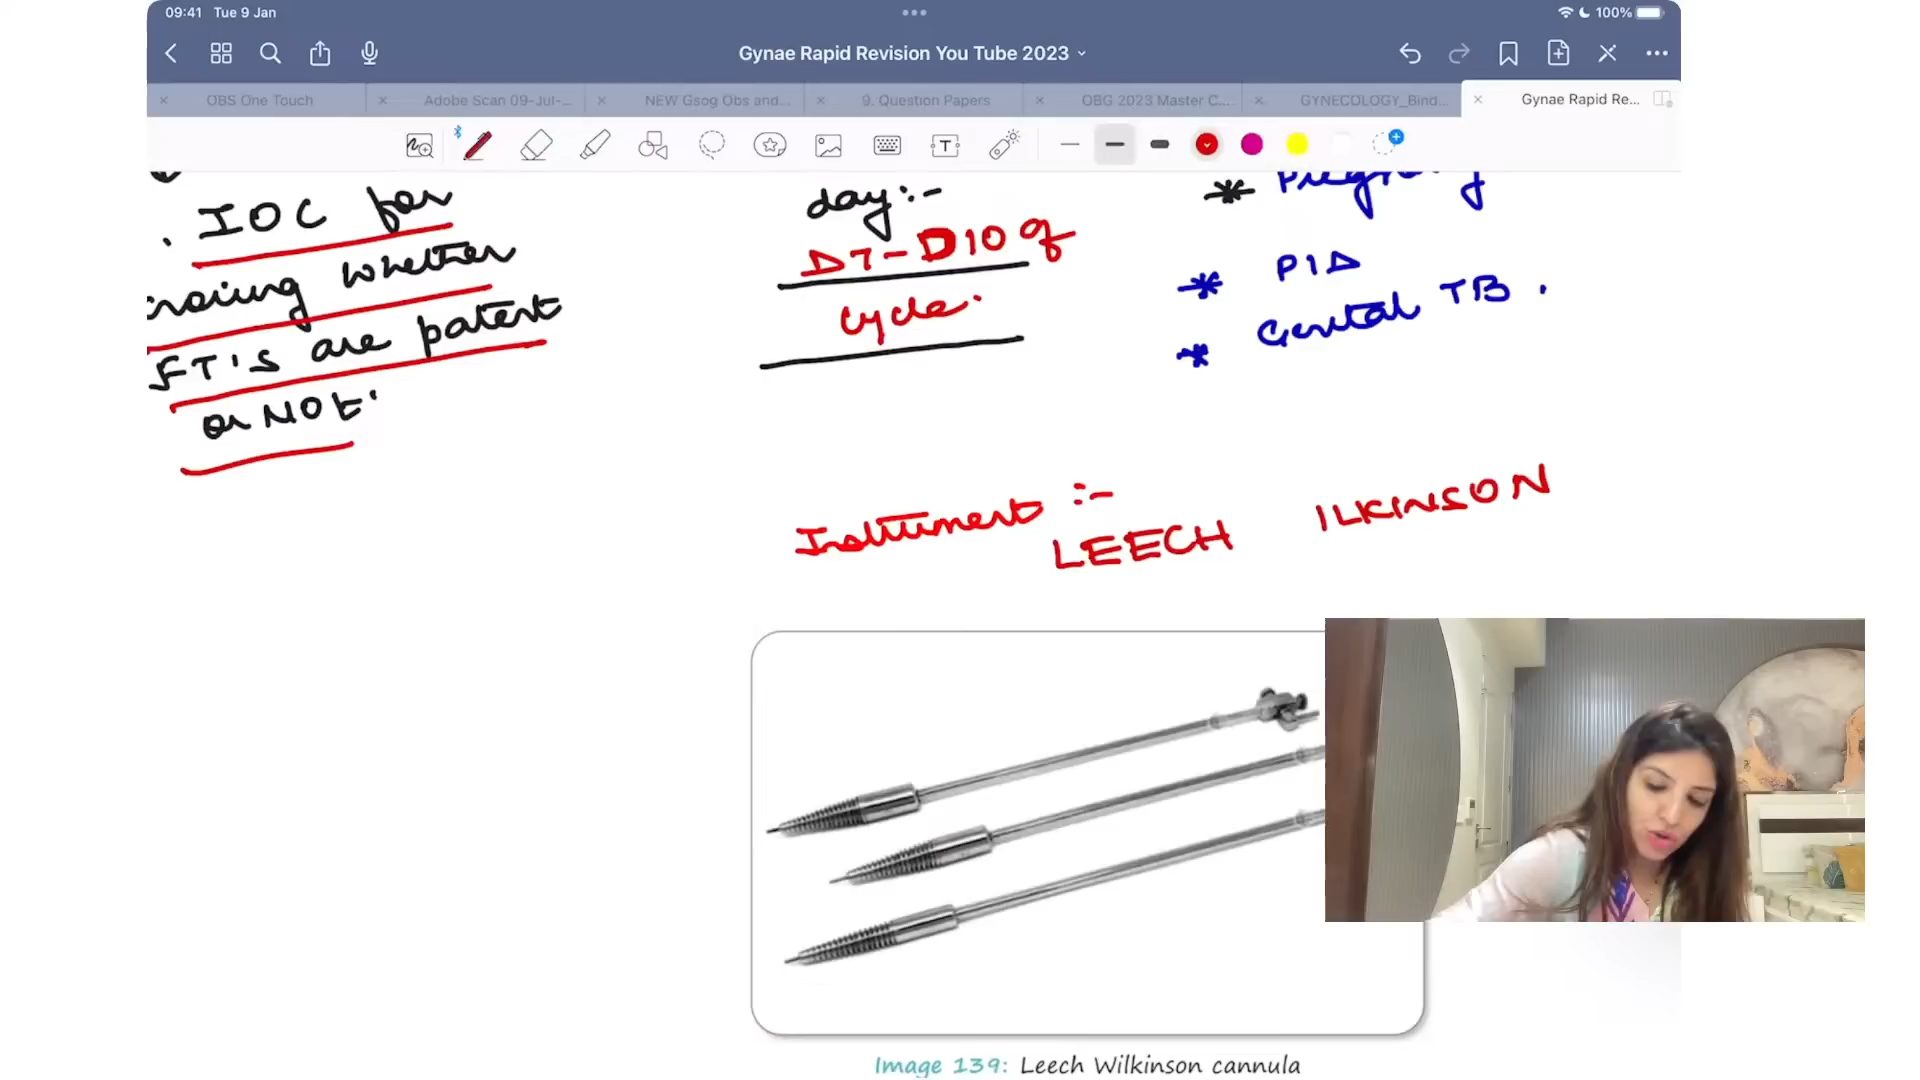 09:41 Tue 9 Jan
100%
Gynae Rapid Revision You Tube 2023
OBS One Touch
Adobe Scan 09-Jul-...
NEW Gsog Obs and...
9. Question Papers
OBG 2023 Master C...
GYNECOLOGY_Bind...
Gynae Rapid Re...
. IOC for
whether
FT's are patent
or NOT.
day:-
D7-D10 of
cycle.
* PID
* Genital TB.
Instrument :-
LEECH ILKINSON
Image 139: Leech Wilkinson cannula